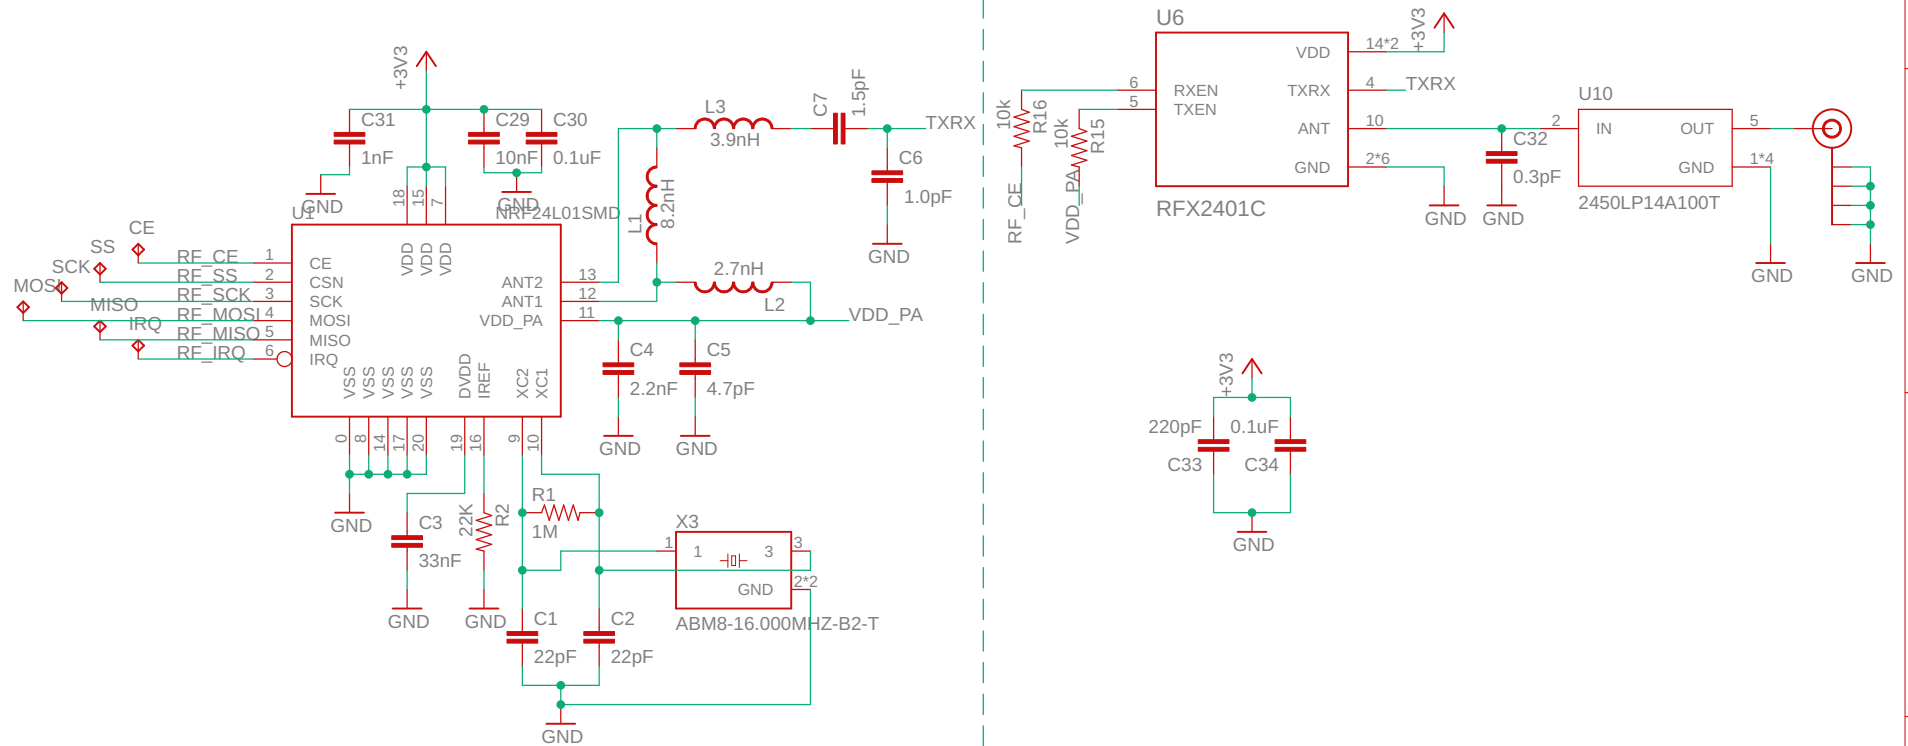 +3V3
C31
1nF
C29
10nF
C30
0.1uF
GND
GND
18
15
7
U1
NRF24L01SMD
VDD
VDD
VDD
CE
SS
SCK
MOSI
MISO
IRQ
RF_CE
RF_SS
RF_SCK
RF_MOSI
RF_MISO
RF_IRQ
1
2
3
4
5
6
CE
CSN
SCK
MOSI
MISO
IRQ
ANT2
ANT1
VDD_PA
13
12
11
VSS
VSS
VSS
VSS
VSS
DVDD
IREF
XC2
XC1
0
8
14
17
20
19
16
9
10
GND
C3
33nF
GND
22K
R2
GND
R1
1M
C1
22pF
C2
22pF
GND
X3
1
1
3
3
GND
2*2
ABM8-16.000MHZ-B2-T
L3
3.9nH
C7
1.5pF
TXRX
C6
1.0pF
GND
L1
8.2nH
2.7nH
L2
VDD_PA
C4
2.2nF
GND
C5
4.7pF
GND
U6
RXEN
TXEN
6
5
VDD
TXRX
ANT
GND
14*2
4
10
2*6
RFX2401C
+3V3
TXRX
10k
R16
RF_CE
10k
R15
VDD_PA
GND
C32
0.3pF
GND
U10
2
IN
OUT
5
GND
1*4
2450LP14A100T
GND
GND
+3V3
220pF
C33
0.1uF
C34
GND